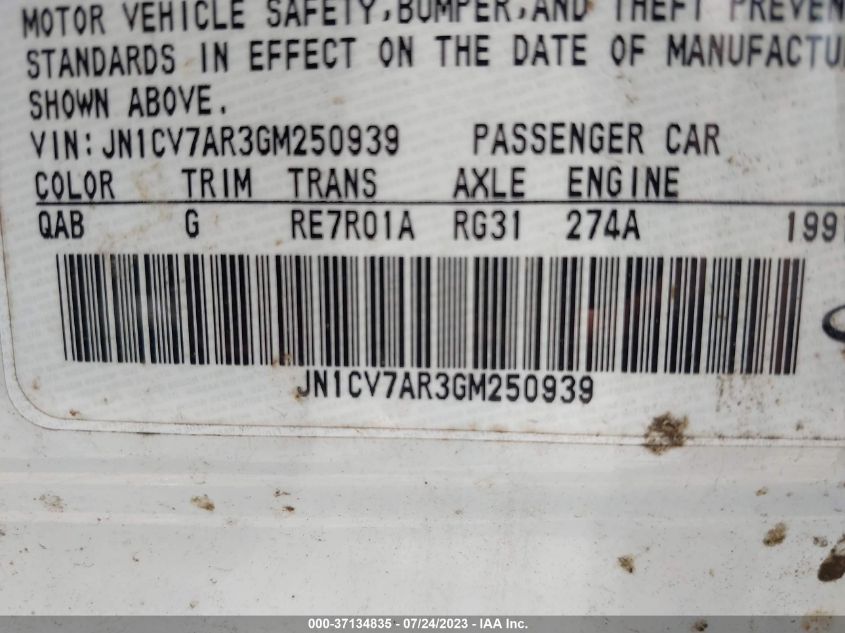 MOTOR VEHICLE SAFETY, BUMPER, AND THEFT PREVEN
STANDARDS IN EFFECT ON THE DATE OF MANUFACTU
SHOWN ABOVE.
VIN: JN1CV7AR3GM250939 PASSENGER CAR
COLOR TRIM TRANS AXLE ENGINE
QAB G RE7R01A RG31 274A 1991
JN1CV7AR3GM250939
000-37134835 - 07/24/2023 - © IAA Inc.